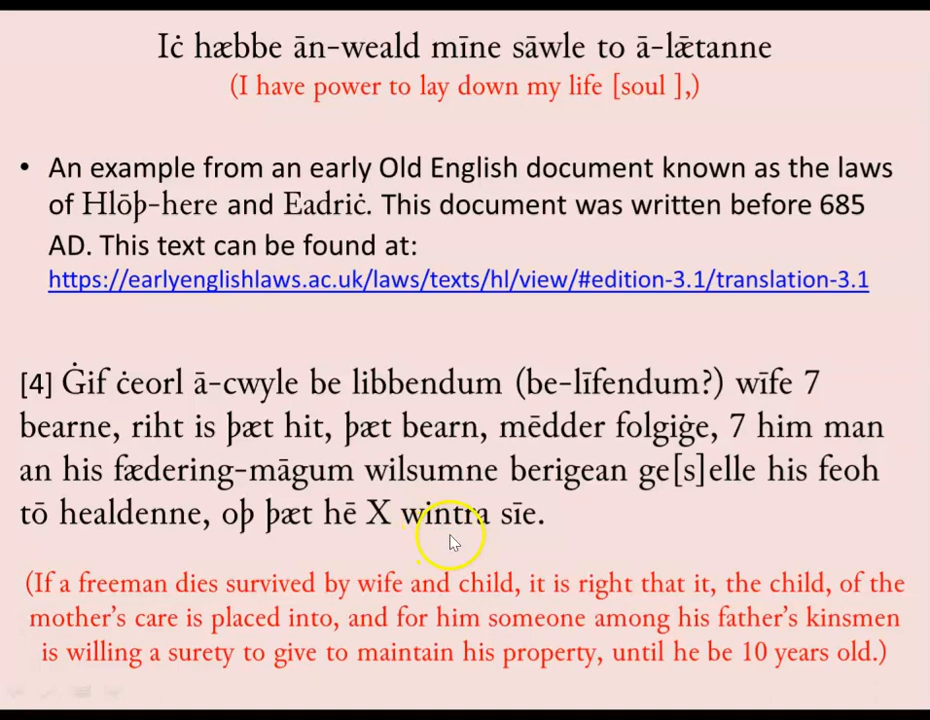 Iċ hæbbe ān-weald mīne sāwle to ā-lǣtanne
(I have power to lay down my life [soul ],)
• An example from an early Old English document known as the laws
of Hlōþ-here and Eadriċ. This document was written before 685
AD. This text can be found at:
https://earlyenglishlaws.ac.uk/laws/texts/hl/view/#edition-3.1/translation-3.1
[4] Ġif ċeorl ā-cwyle be libbendum (be-līfendum?) wīfe 7
bearne, riht is þæt hit, þæt bearn, mēdder folgiġe, 7 him man
an his fædering-māgum wilsumne berigean ge[s]elle his feoh
tō healdenne, oþ þæt hē X wintra sīe.
(If a freeman dies survived by wife and child, it is right that it, the child, of the
mother's care is placed into, and for him someone among his father's kinsmen
is willing a surety to give to maintain his property, until he be 10 years old.)